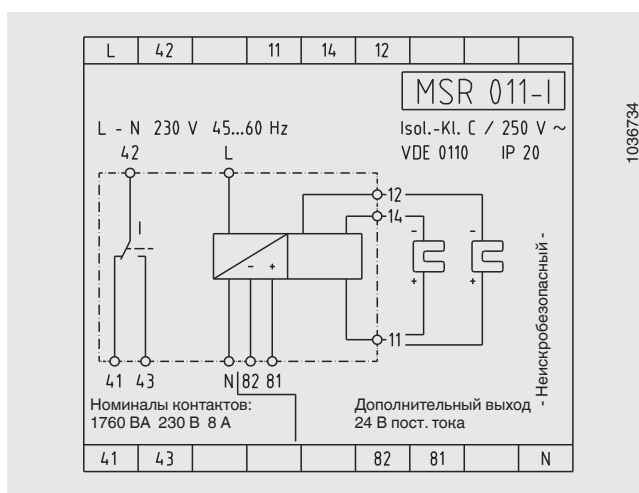 L 42 11 14 12
MSR 011-I
L - N 230 V 45...60 Hz
Isol.-Kl. C / 250 V ~
VDE 0110 IP 20
42 L
I
12
14
- -
- +
+ +
11
41 43 N 82 81
- Неискробезопасный -
Номиналы контактов:
1760 ВА 230 В 8 А
Дополнительный выход
24 В пост. тока
41 43 82 81 N
1036734